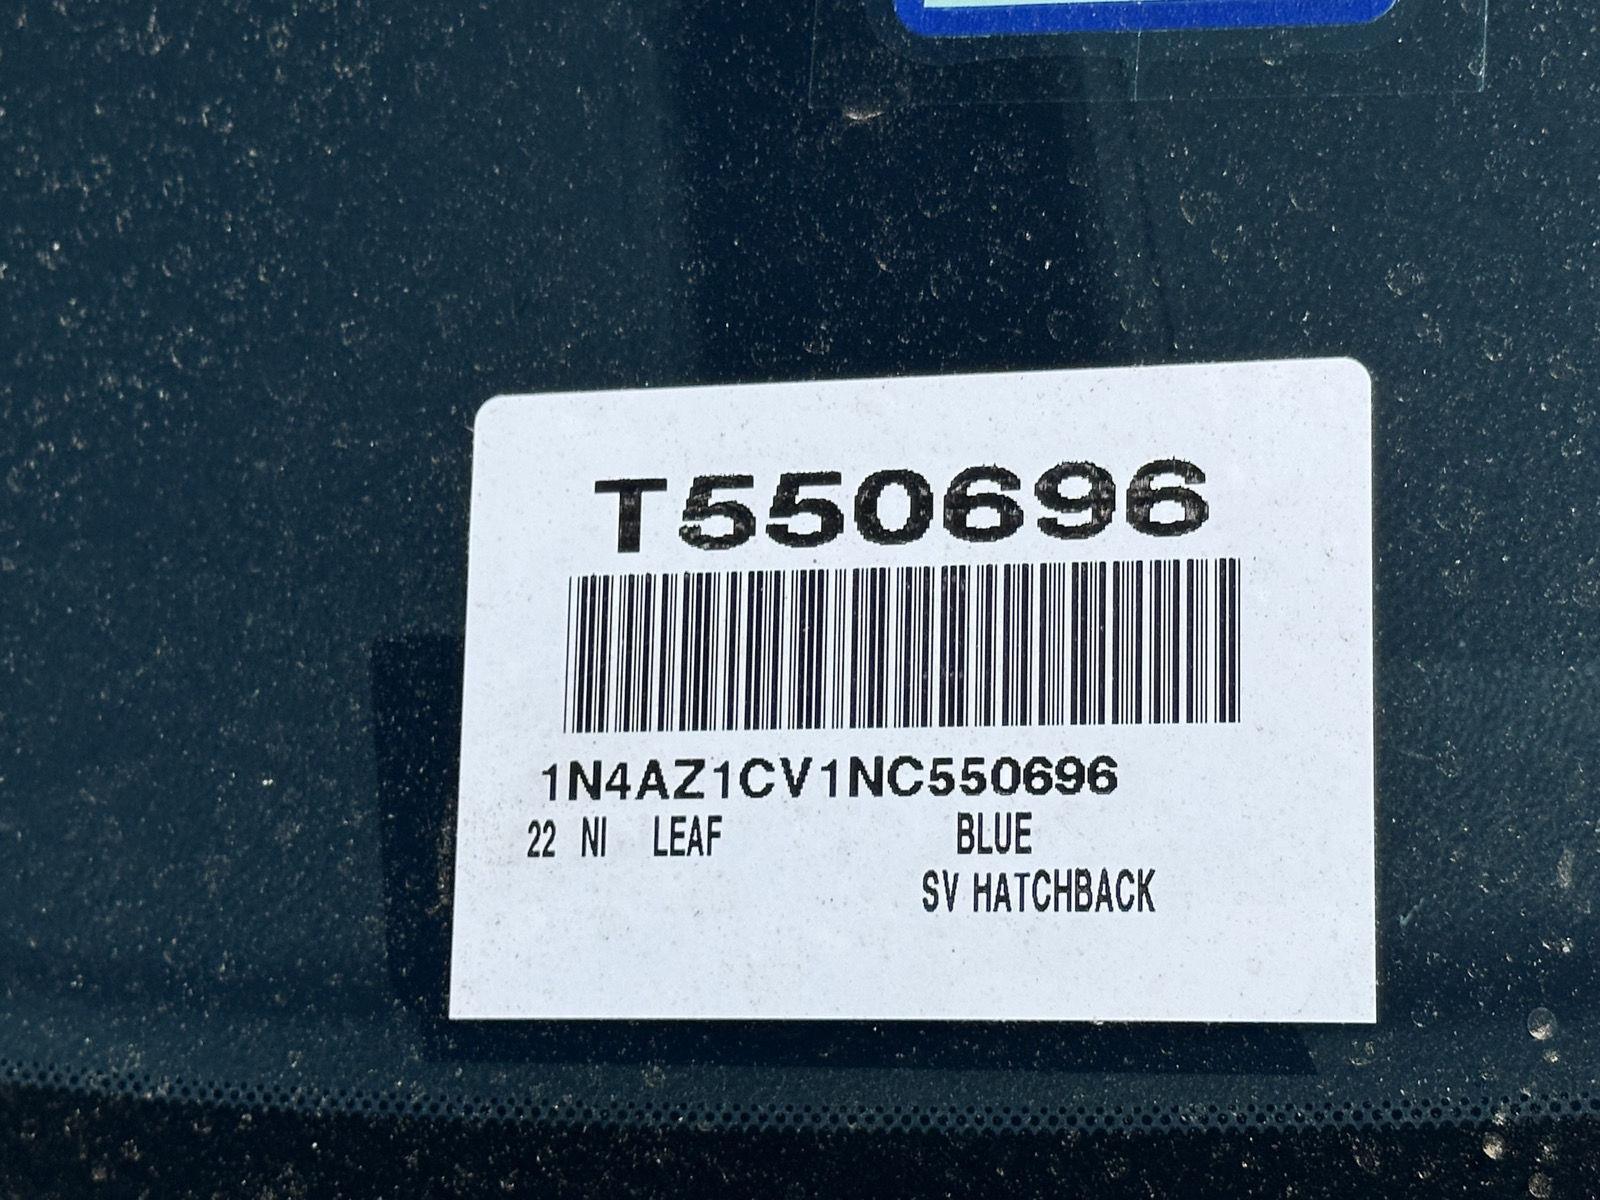 T550696
1N4AZ1CV1NC550696
22 NI LEAF BLUE
SV HATCHBACK